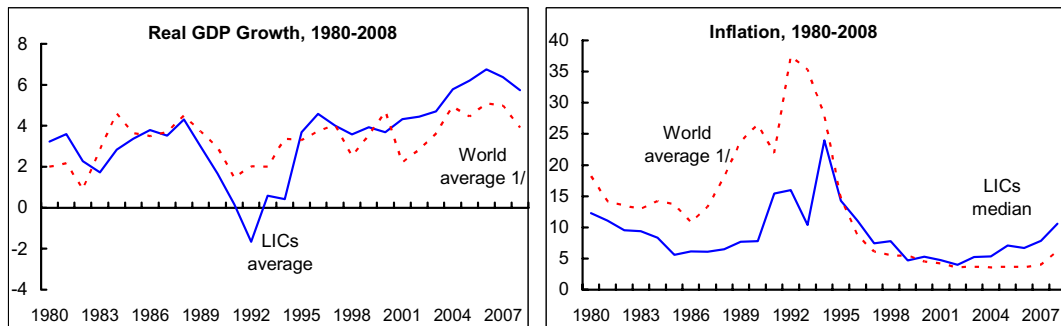 Real GDP Growth, 1980-2008
8
6
4
2
0
-2
-4
World
average 1/
LICs
average
1980 1983 1986 1989 1992 1995 1998 2001 2004 2007
Inflation, 1980-2008
40
35
30
25
20
15
10
5
0
World
average 1/
LICs
median
1980 1983 1986 1989 1992 1995 1998 2001 2004 2007